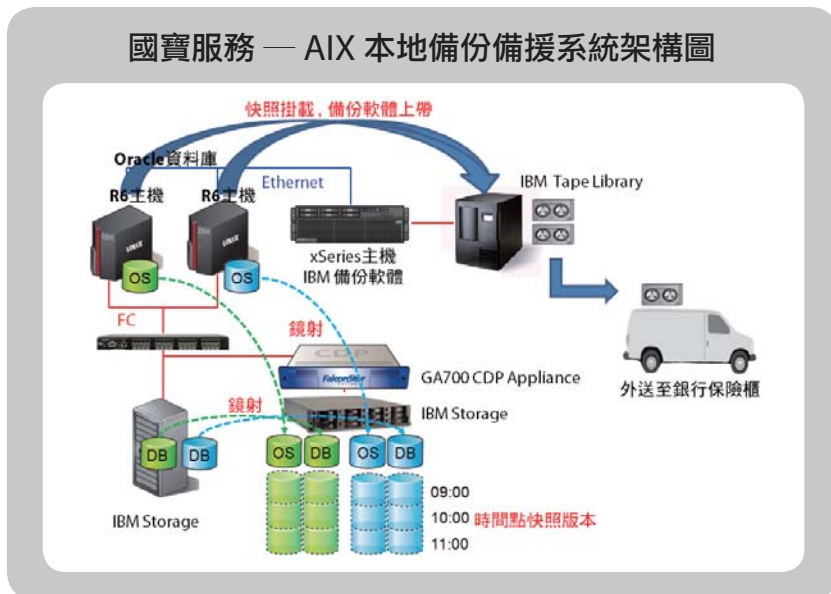 國寶服務 — AIX 本地備份備援系統架構圖
快照掛載，備份軟體上帶
Oracle資料庫
R6主機
R6主機
Ethernet
IBM Tape Library
IBM
UNIX
UNIX
OS
OS
xSeries主機
IBM 備份軟體
FC
鏡射
CDP
FalconStor
GA700 CDP Appliance
外送至銀行保險櫃
鏡射
IBM Storage
DB
DB
OS
DB
OS
DB
IBM Storage
09:00
10:00 時間點快照版本
11:00